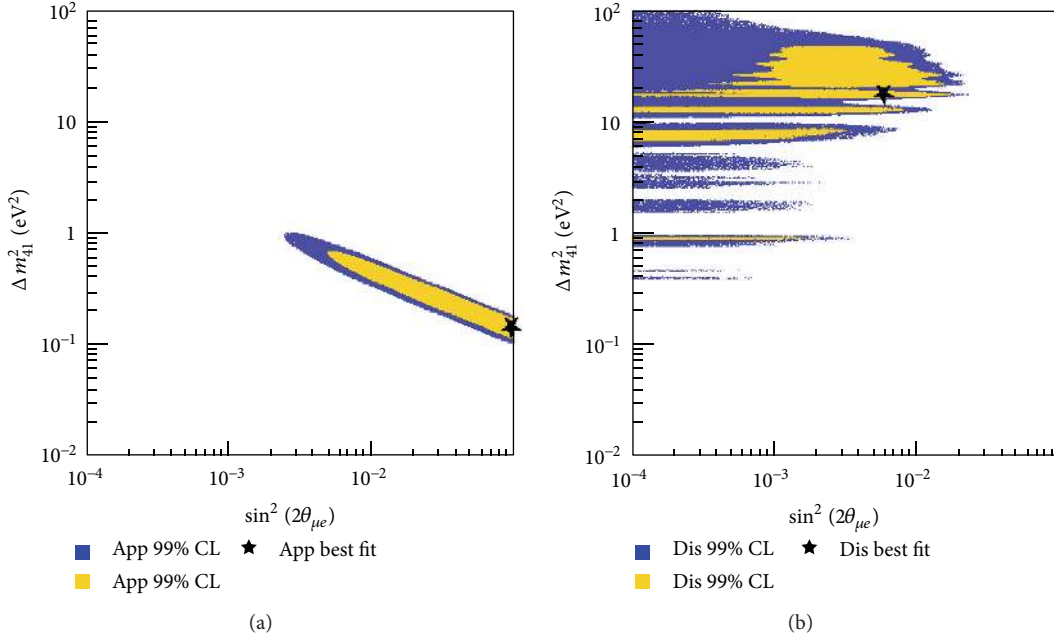 10²
10
1
10⁻¹
10⁻²
10⁻⁴
10⁻³
10⁻²
Δm²₄₁ (eV²)
sin² (2θμe)
App 99% CL
App best fit
App 99% CL
(a)
10²
10
1
10⁻¹
10⁻²
10⁻⁴
10⁻³
10⁻²
Δm²₄₁ (eV²)
sin² (2θμe)
Dis 99% CL
Dis best fit
Dis 99% CL
(b)